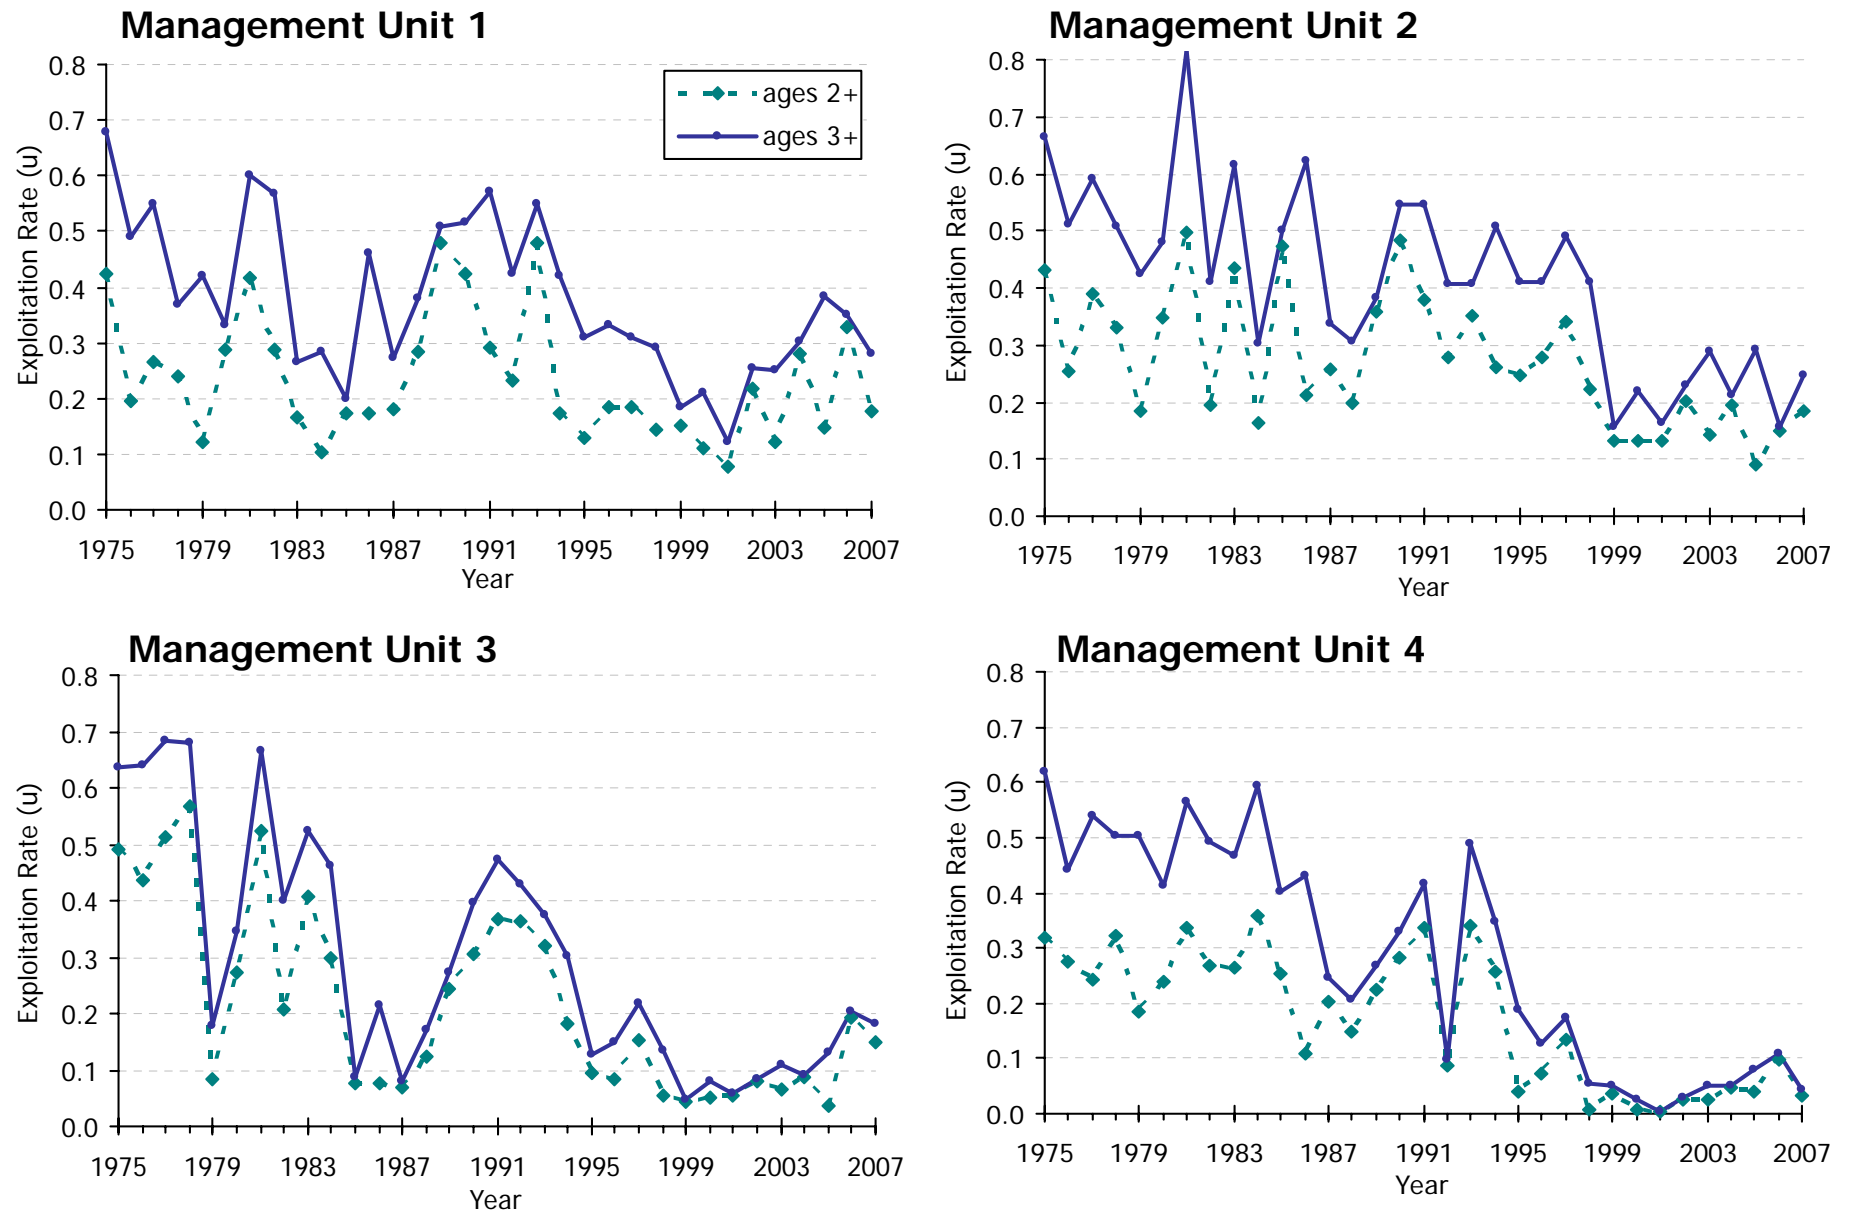 Management Unit 1
0.8
0.7
0.6
0.5
0.4
0.3
0.2
0.1
0.0
Exploitation Rate (u)
ages 2+
ages 3+
1975 1979 1983 1987 1991 1995 1999 2003 2007
Year
Management Unit 2
0.8
0.7
0.6
0.5
0.4
0.3
0.2
0.1
0.0
Exploitation Rate (u)
1975 1979 1983 1987 1991 1995 1999 2003 2007
Year
Management Unit 3
0.8
0.7
0.6
0.5
0.4
0.3
0.2
0.1
0.0
Exploitation Rate (u)
1975 1979 1983 1987 1991 1995 1999 2003 2007
Year
Management Unit 4
0.8
0.7
0.6
0.5
0.4
0.3
0.2
0.1
0.0
Exploitation Rate (u)
1975 1979 1983 1987 1991 1995 1999 2003 2007
Year